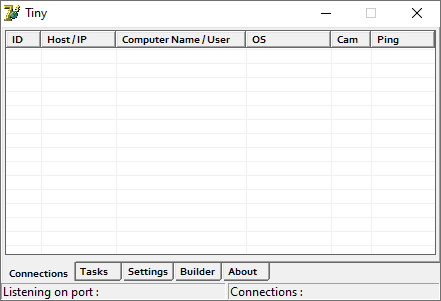 Tiny
ID Host / IP Computer Name / User OS Cam Ping
Connections Tasks Settings Builder About
Listening on port : Connections :